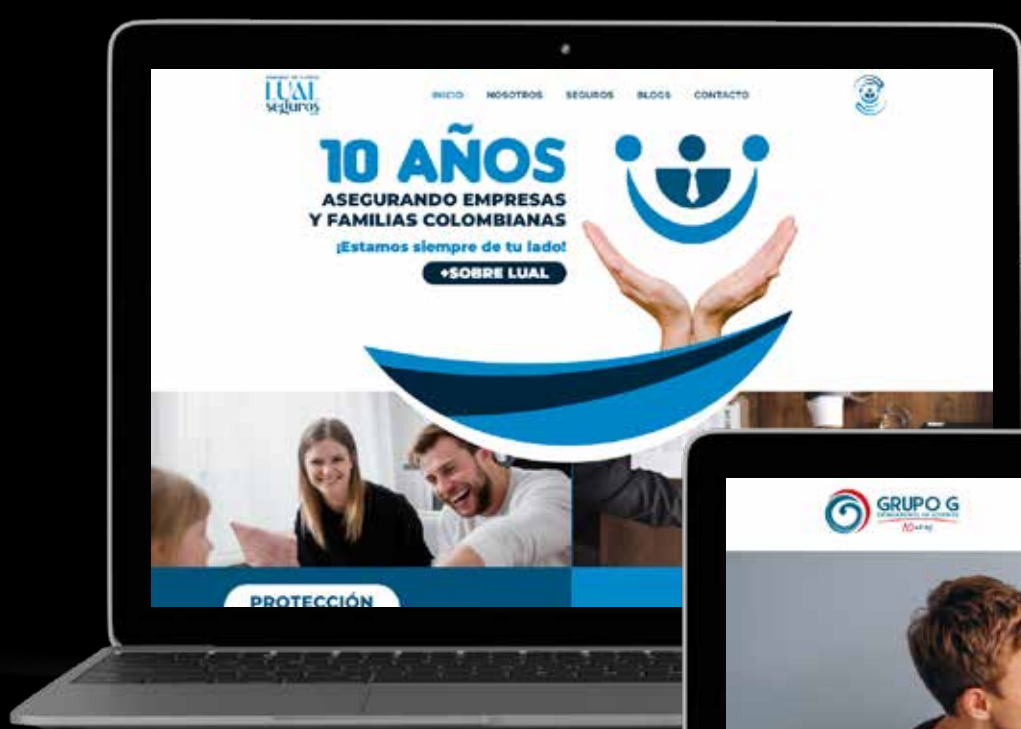 LUAL
seguros
INICIO NOSOTROS SEGUROS BLOGS CONTACTO
10 AÑOS
ASEGURANDO EMPRESAS
Y FAMILIAS COLOMBIANAS
¡Estamos siempre de tu lado!
+SOBRE LUAL
PROTECCIÓN
GRUPO G